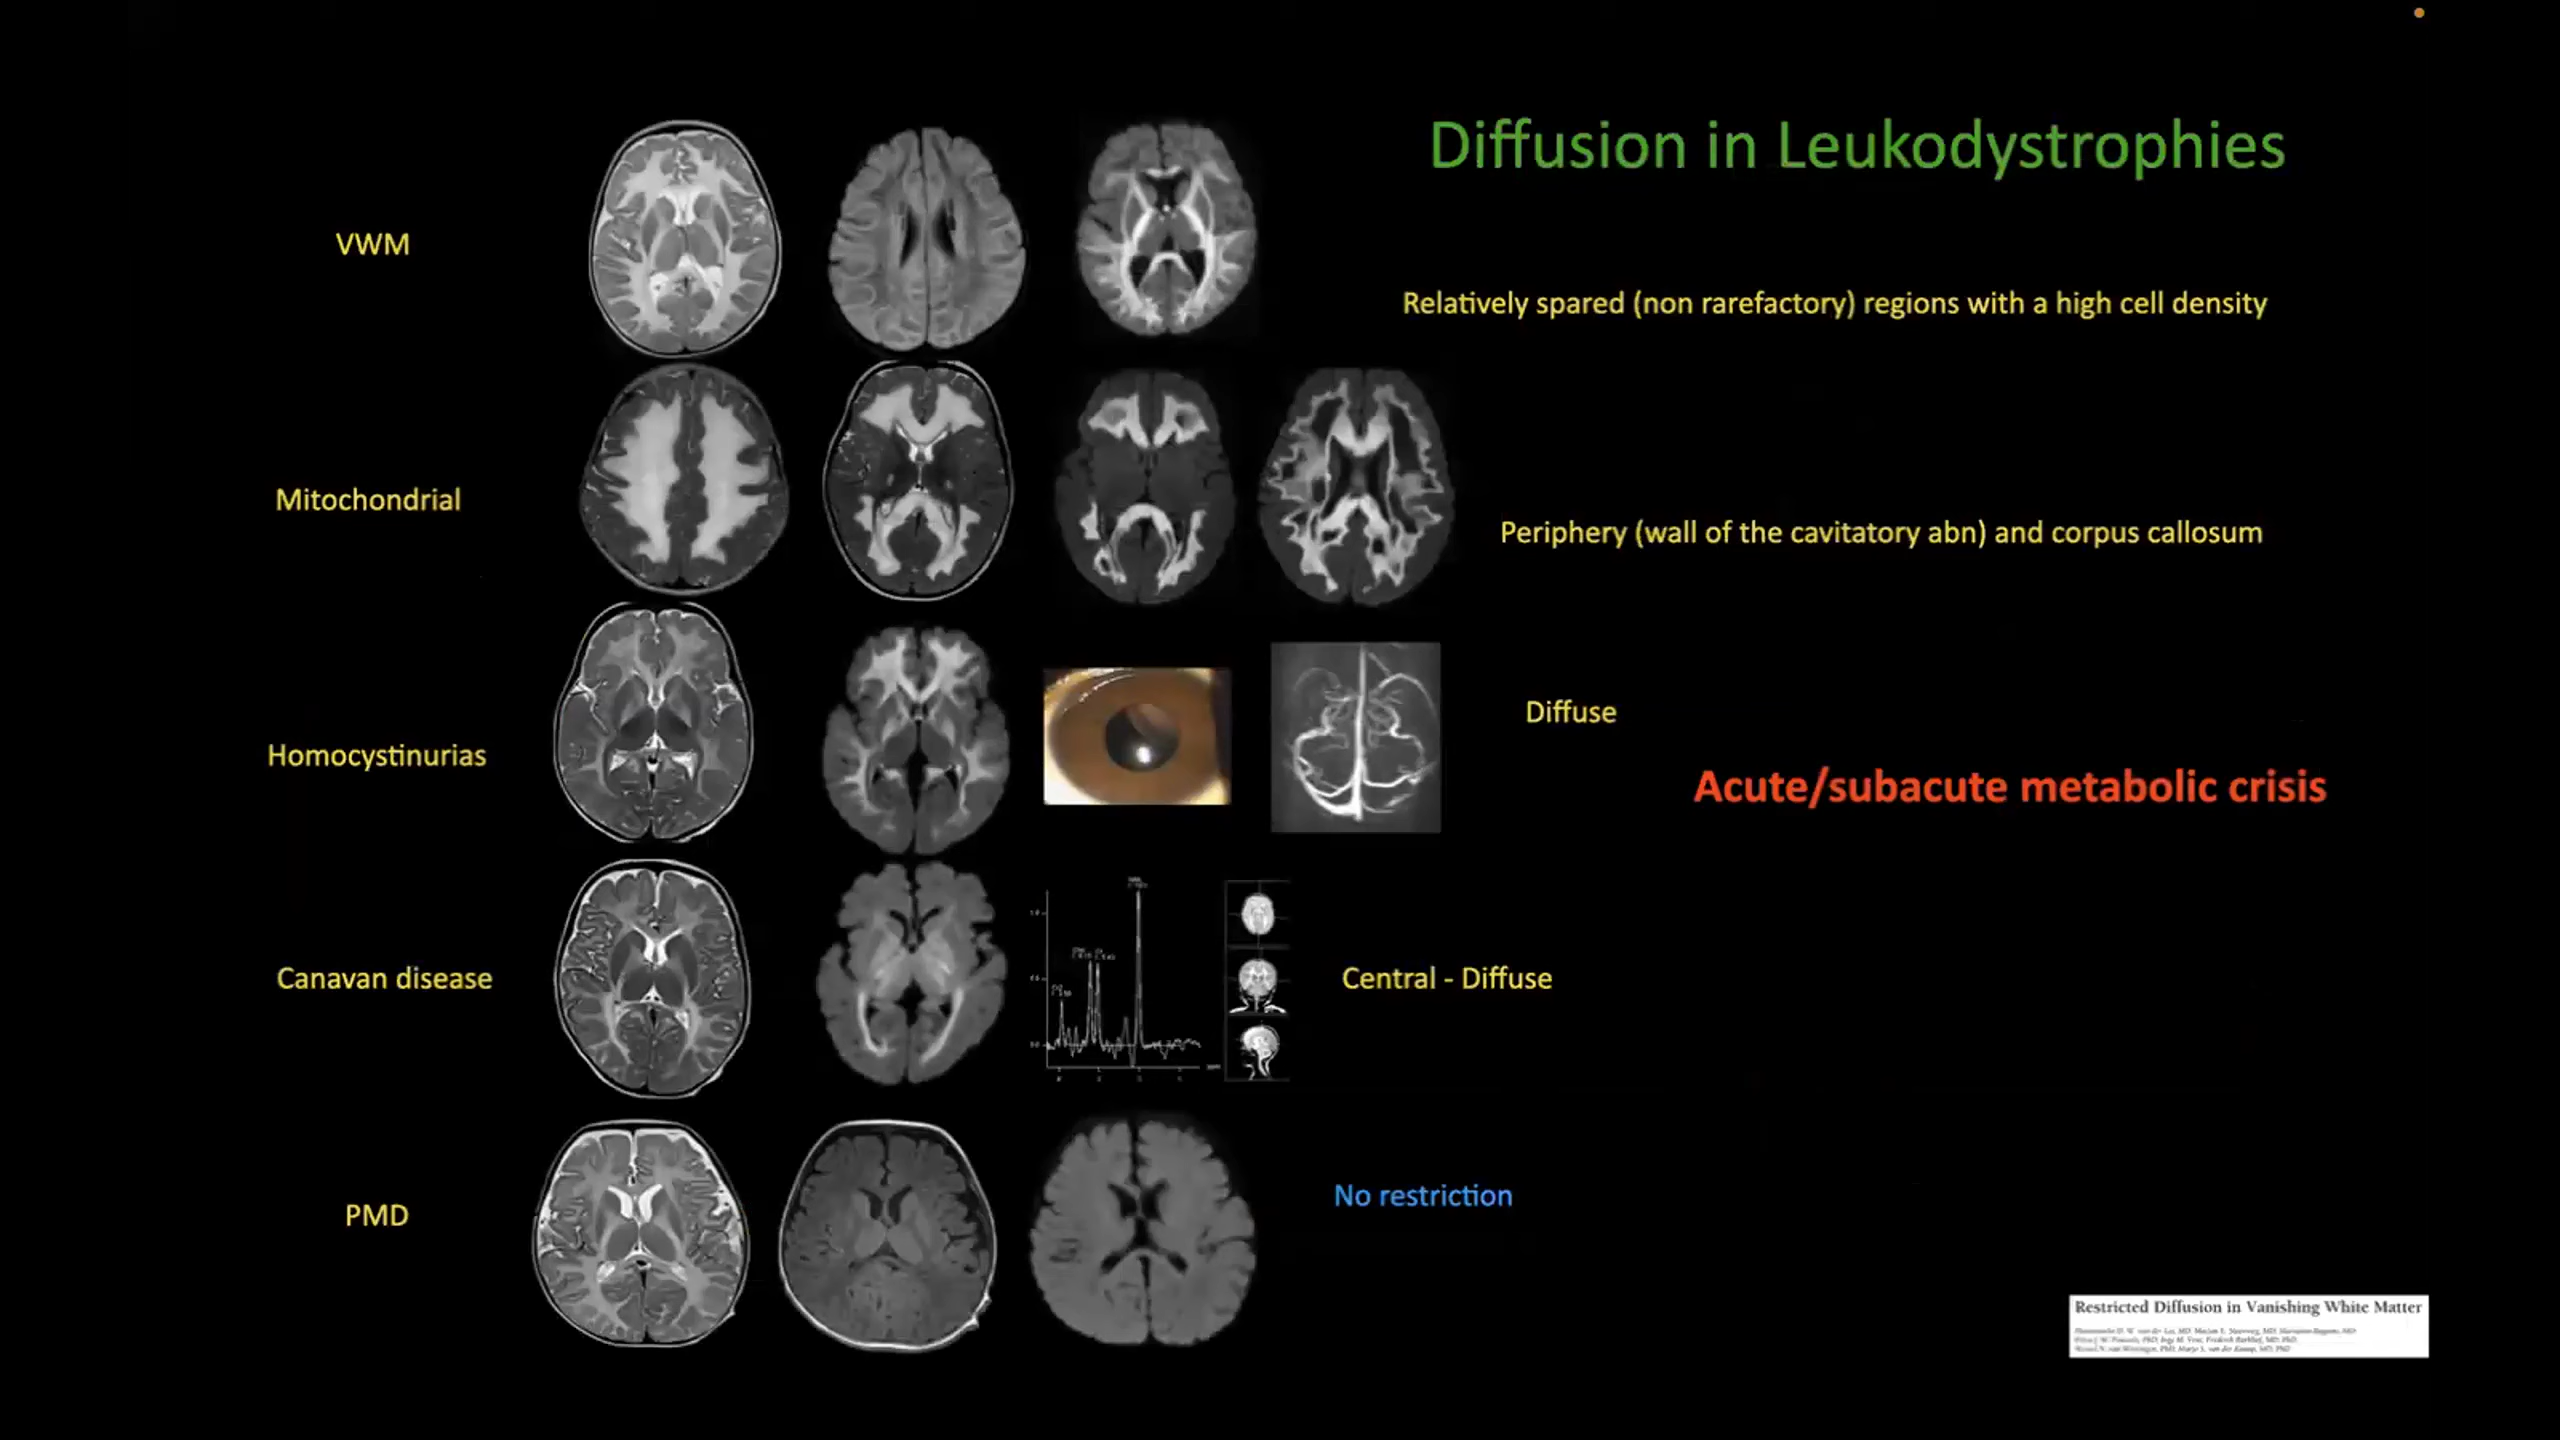 Diffusion in Leukodystrophies
VWM
Relatively spared (non rarefactory) regions with a high cell density
Mitochondrial
Periphery (wall of the cavitatory abn) and corpus callosum
Homocystinurias
Diffuse
Acute/subacute metabolic crisis
Canavan disease
Central - Diffuse
PMD
No restriction
Restricted Diffusion in Vanishing White Matter